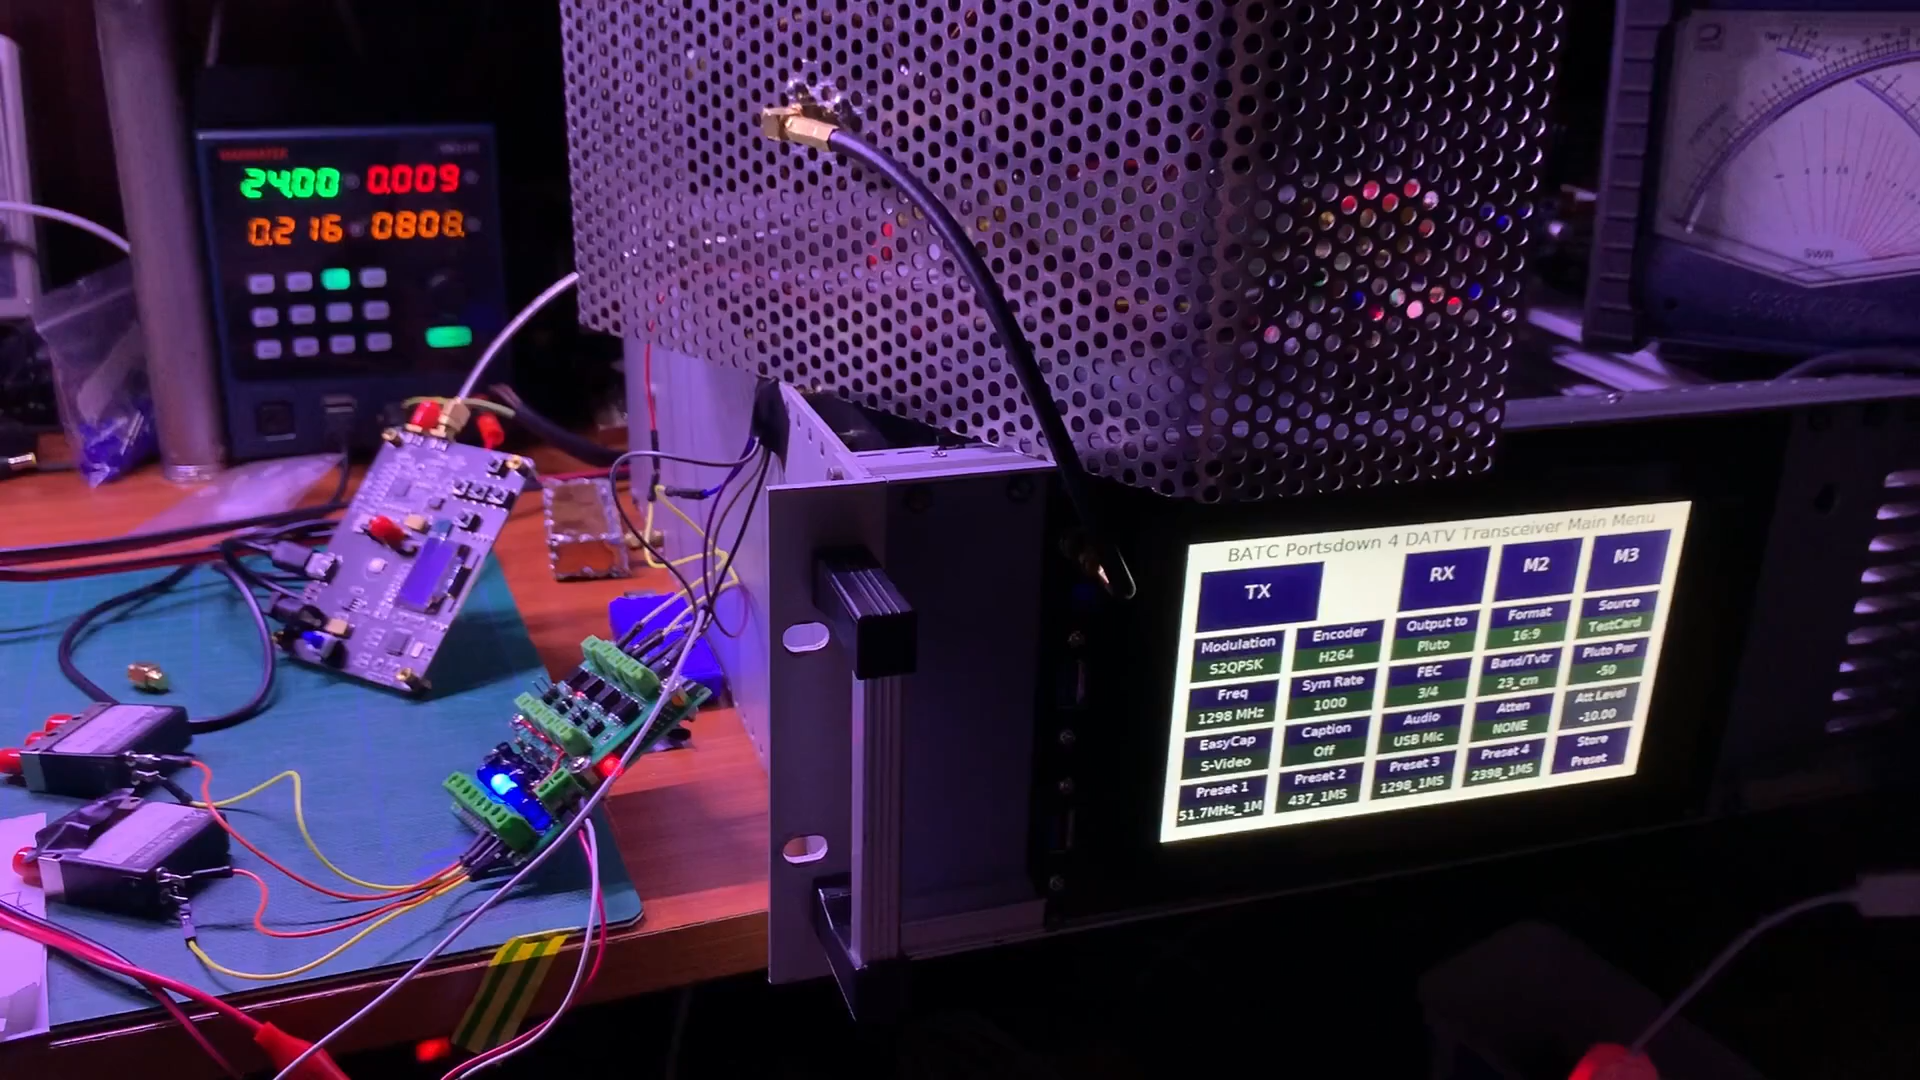 24.00 0.009
0.216 0808
SWR
BATC Portsdown 4 DATV Transceiver Main Menu
TX RX M2 M3
Modulation Encoder Output to Format Source
S2QPSK H264 Pluto 16:9 TestCard
Freq Sym Rate FEC Band/Tvtr Pluto Pwr
1298 MHz 1000 3/4 23_cm -50
EasyCap Caption Audio Atten Att Level
S-Video Off USB Mic NONE -10.00
Preset 1 Preset 2 Preset 3 Preset 4 Store
51.7MHz_1M 437_1MS 1298_1MS 2398_1MS Preset